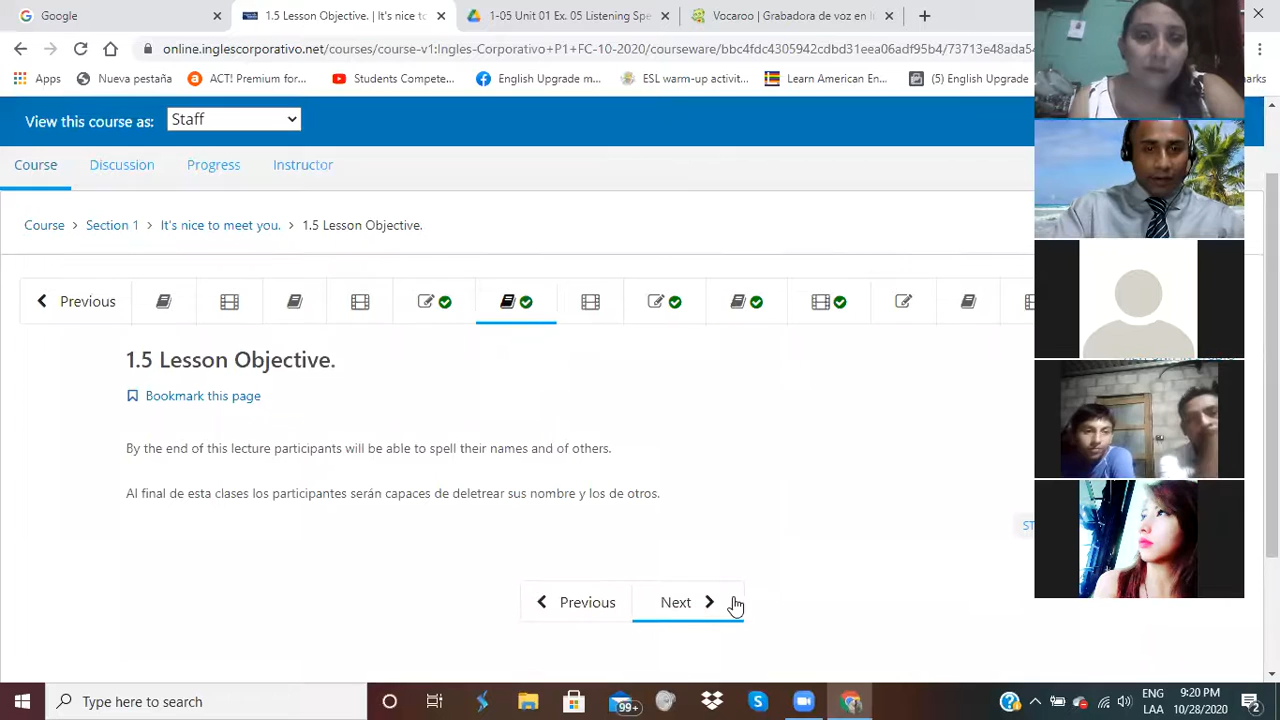 Google
1.5 Lesson Objective. | It's nice to
1-05 Unit 01 Ex. 05 Listening Spe
Vocaroo | Grabadora de voz en l
online.inglescorporativo.net/courses/course-v1:Ingles-Corporativo+P1+FC-10-2020/courseware/bbc4fdc4305942cdbd31eea06adf95b4/73713e48ada5
Apps
Nueva pestaña
ACT! Premium for...
Students Compete...
English Upgrade m...
ESL warm-up activi...
Learn American En...
(5) English Upgrade
marks
View this course as:
Staff
Course
Discussion
Progress
Instructor
Course > Section 1 > It's nice to meet you. > 1.5 Lesson Objective.
Previous
1.5 Lesson Objective.
Bookmark this page
By the end of this lecture participants will be able to spell their names and of others.
Al final de esta clases los participantes serán capaces de deletrear sus nombre y los de otros.
ST
Previous
Next
Type here to search
99+
ENG
LAA
9:20 PM
10/28/2020
2